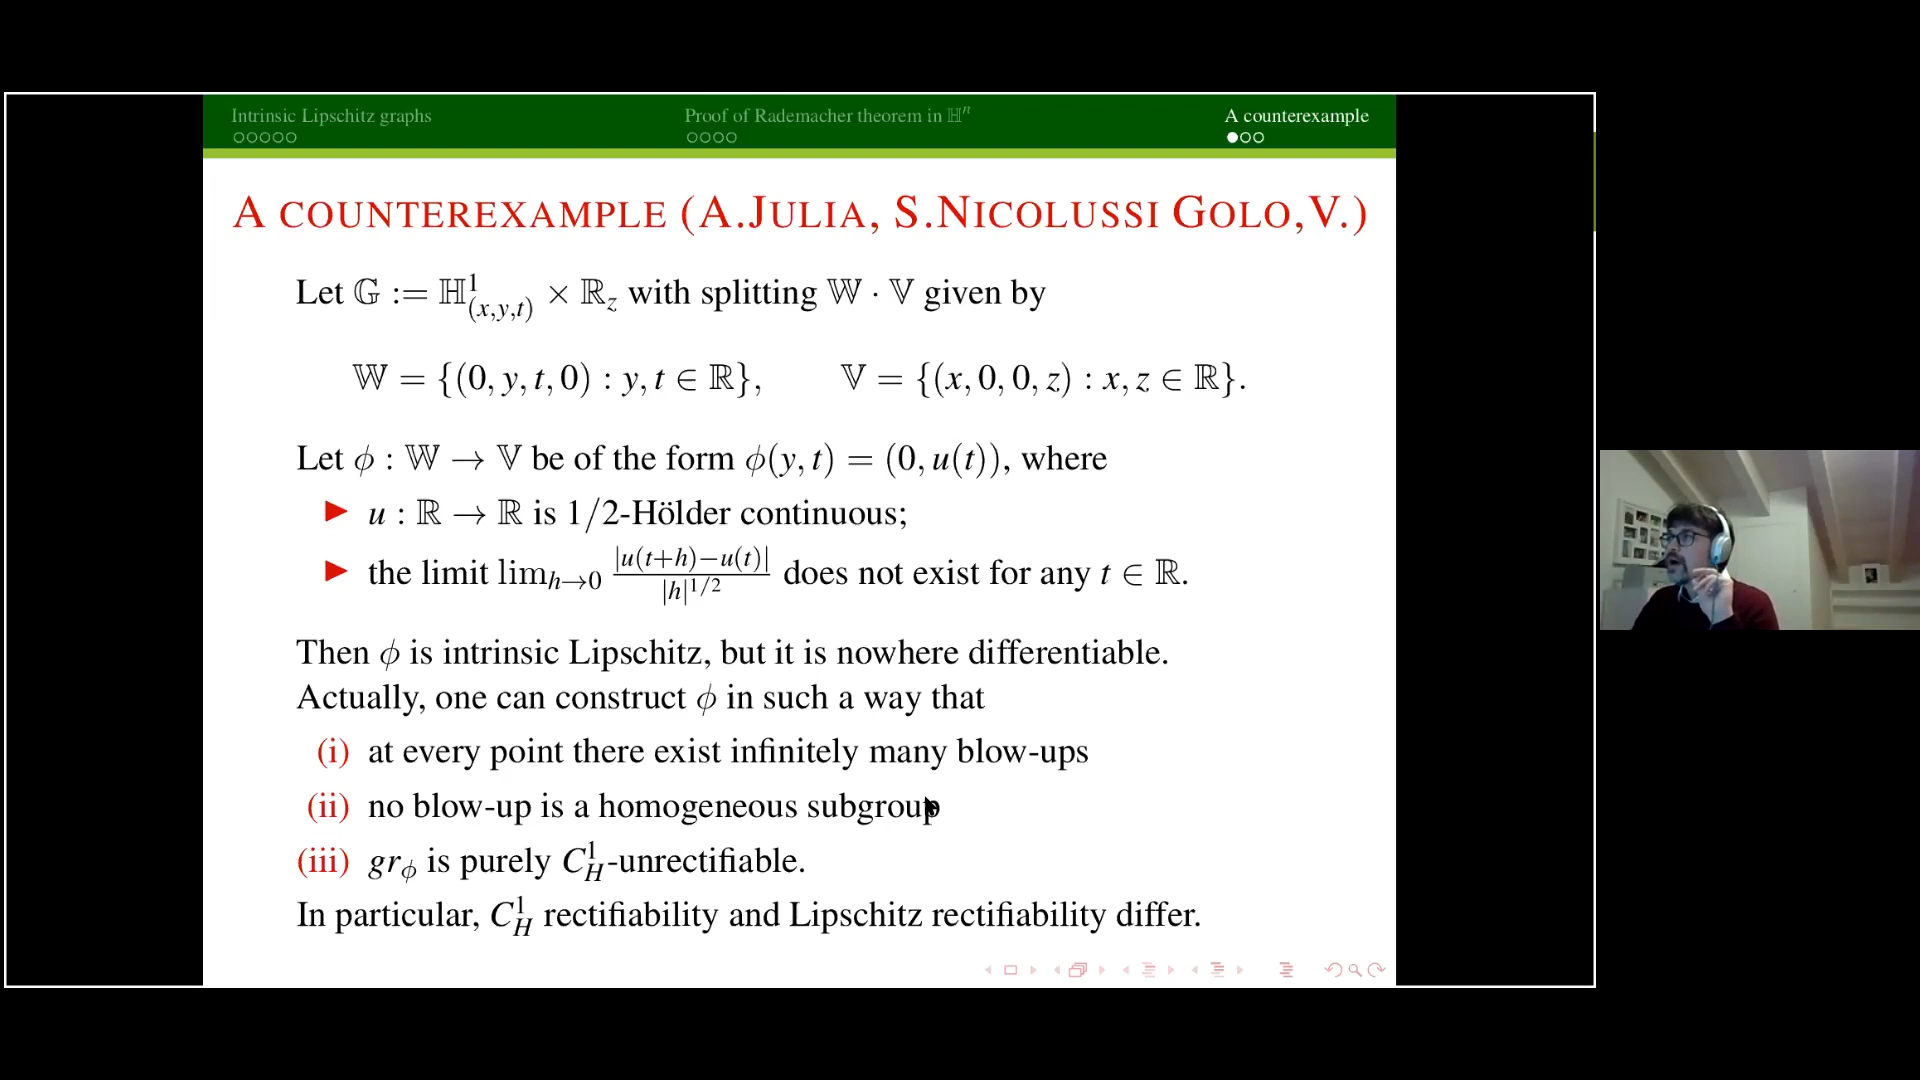 Intrinsic Lipschitz graphs
Proof of Rademacher theorem in ℍⁿ
A counterexample
A COUNTEREXAMPLE (A.JULIA, S.NICOLUSSI GOLO,V.)
Let 𝔾 := ℍ¹₍ₓ,y,t₎ × ℝ_z with splitting 𝕎 · 𝕍 given by
𝕎 = {(0, y, t, 0) : y, t ∈ ℝ}, 𝕍 = {(x, 0, 0, z) : x, z ∈ ℝ}.
Let ϕ : 𝕎 → 𝕍 be of the form ϕ(y, t) = (0, u(t)), where
▶ u : ℝ → ℝ is 1/2-Hölder continuous;
▶ the limit lim_{h→0} |u(t+h)−u(t)| / |h|^{1/2} does not exist for any t ∈ ℝ.
Then ϕ is intrinsic Lipschitz, but it is nowhere differentiable.
Actually, one can construct ϕ in such a way that
(i) at every point there exist infinitely many blow-ups
(ii) no blow-up is a homogeneous subgroup
(iii) gr_ϕ is purely C¹_H-unrectifiable.
In particular, C¹_H rectifiability and Lipschitz rectifiability differ.